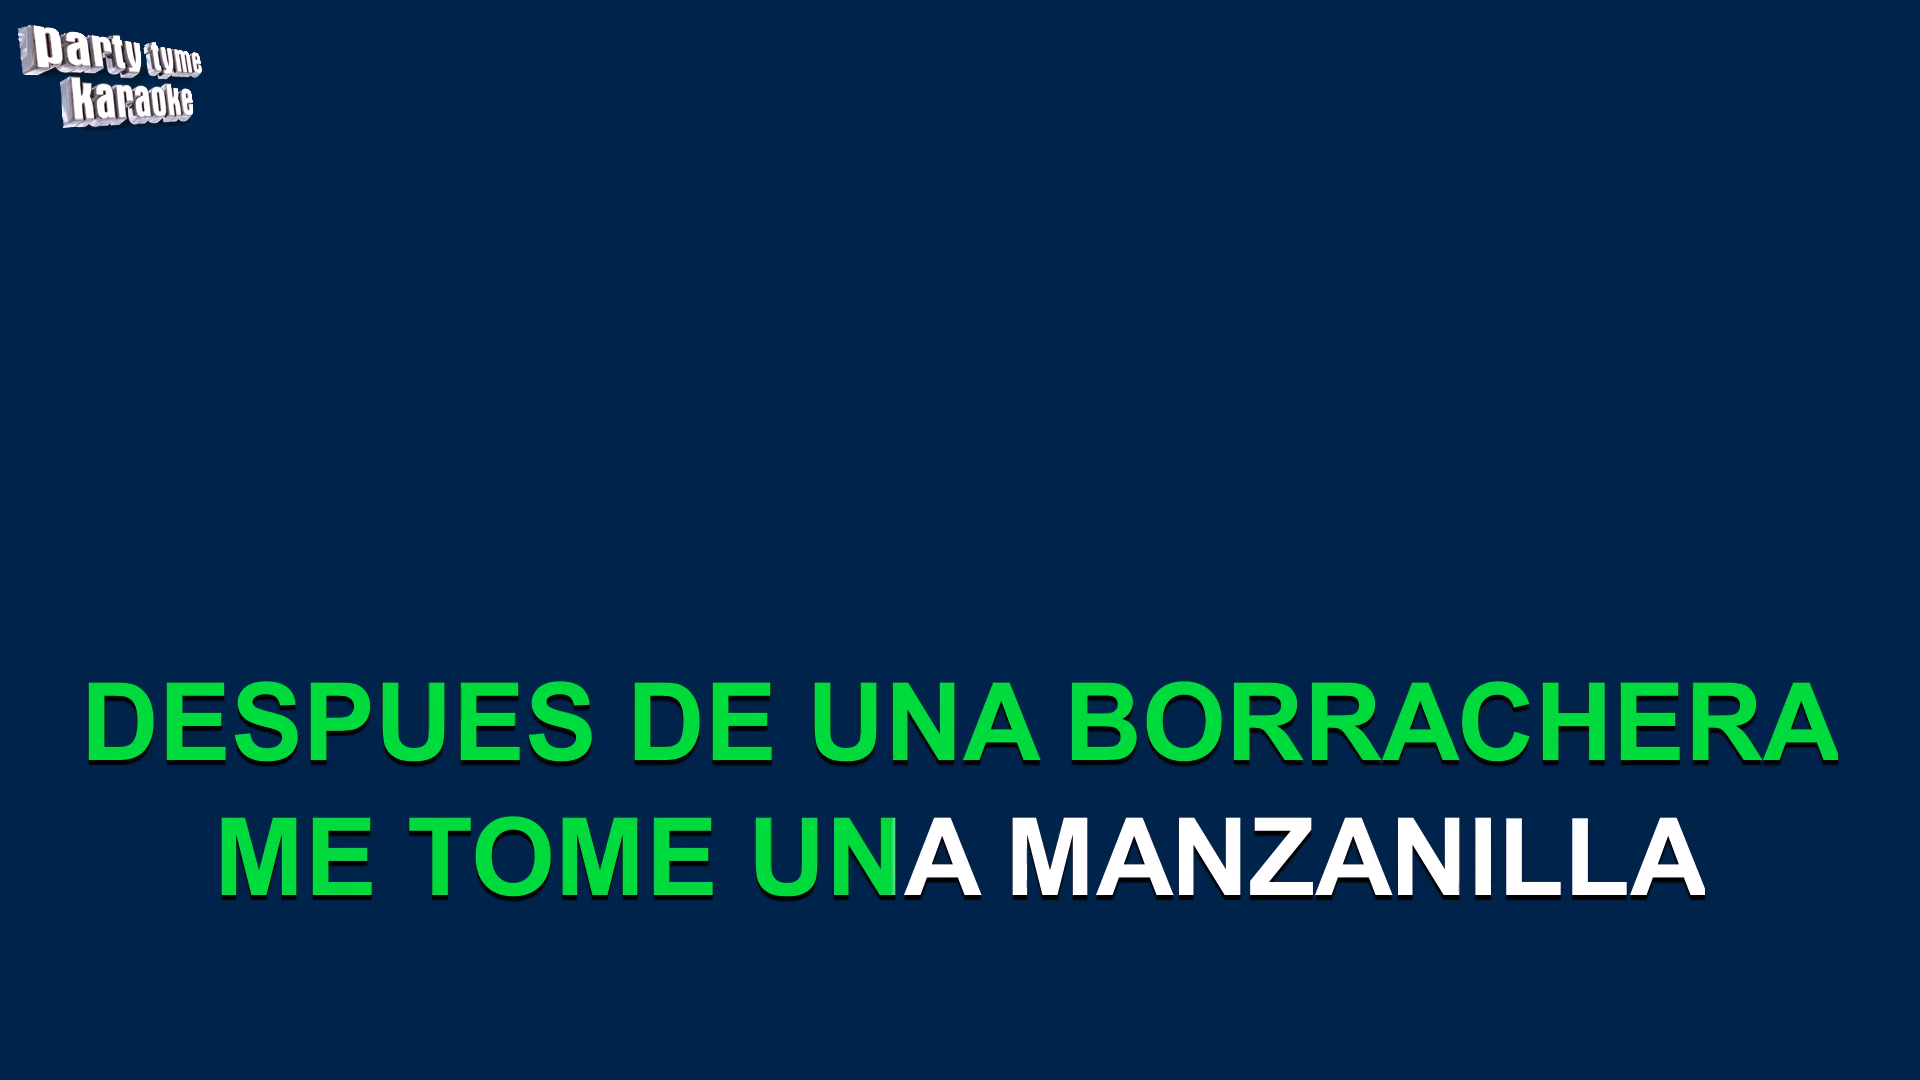 party tyme
karaoke
DESPUES DE UNA BORRACHERA
ME TOME UNA MANZANILLA